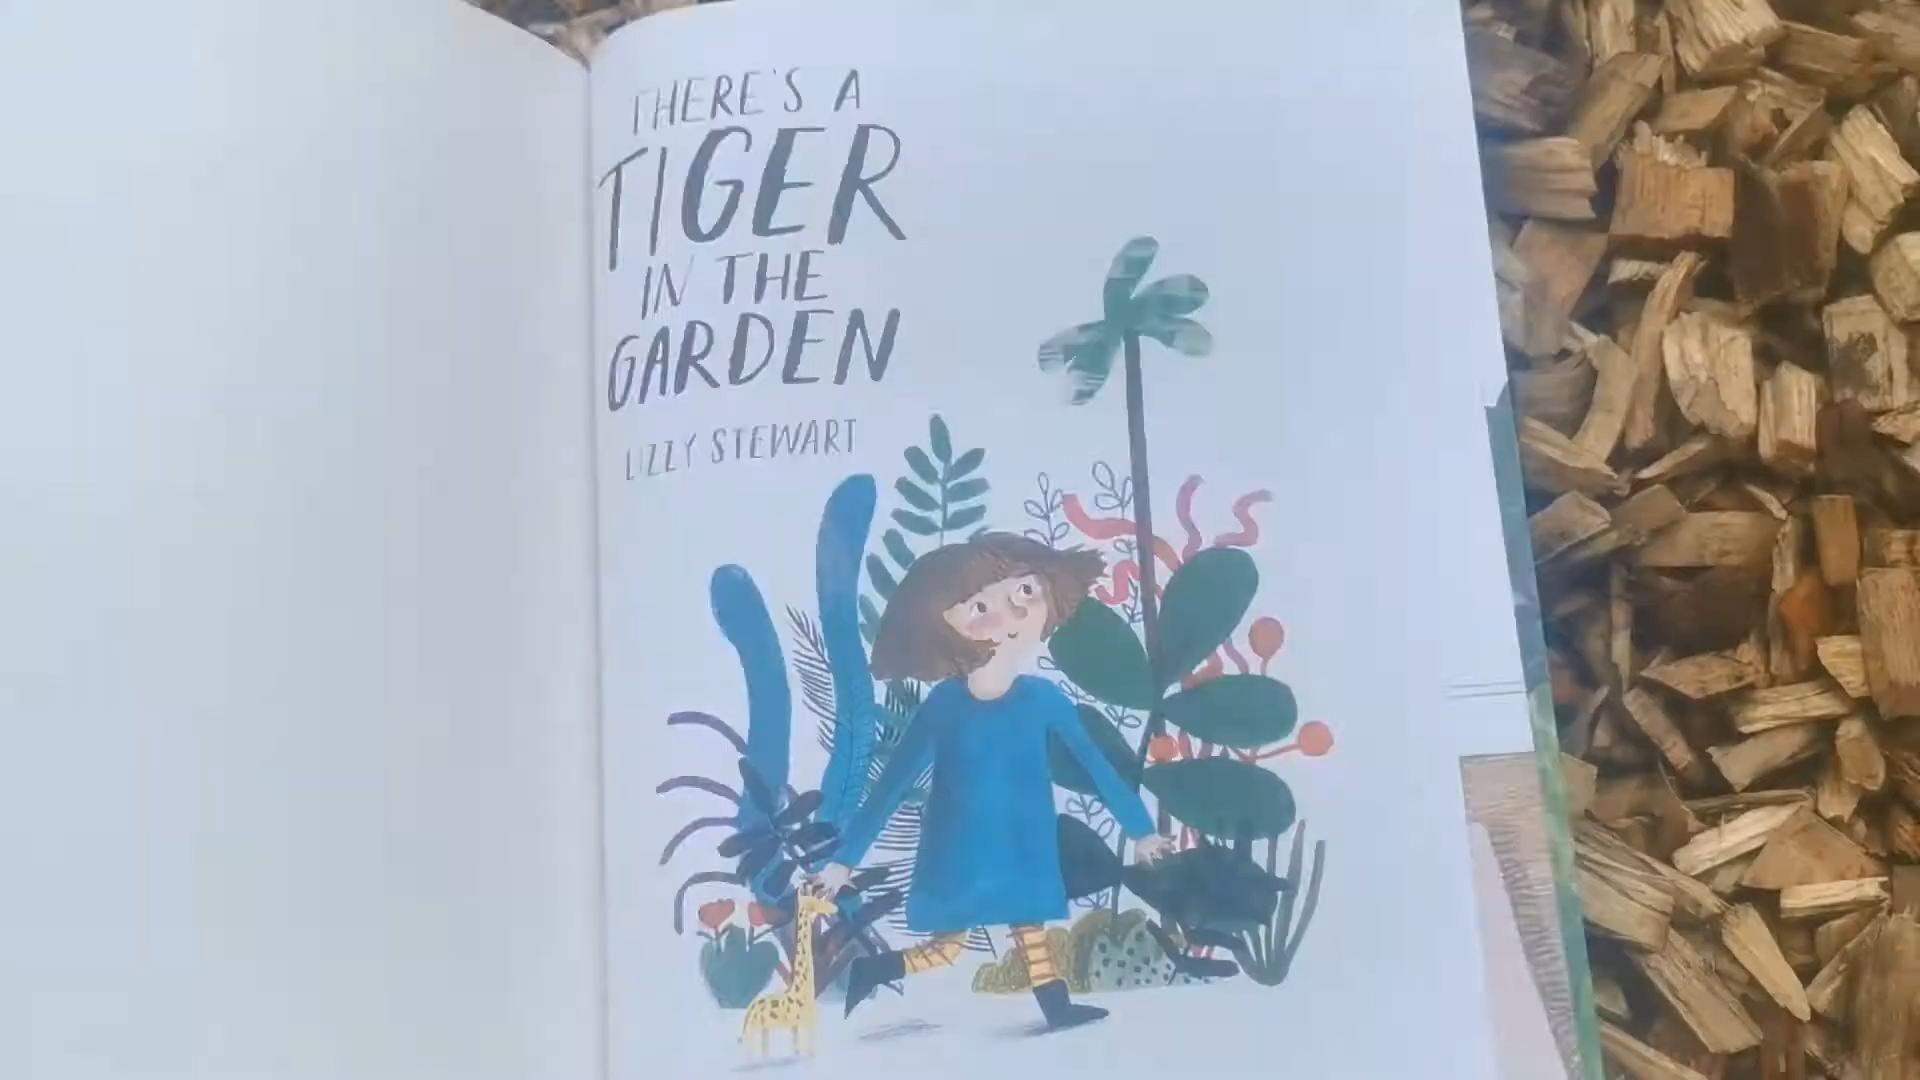 THERE'S A
TIGER
IN THE
GARDEN
LIZZY STEWART